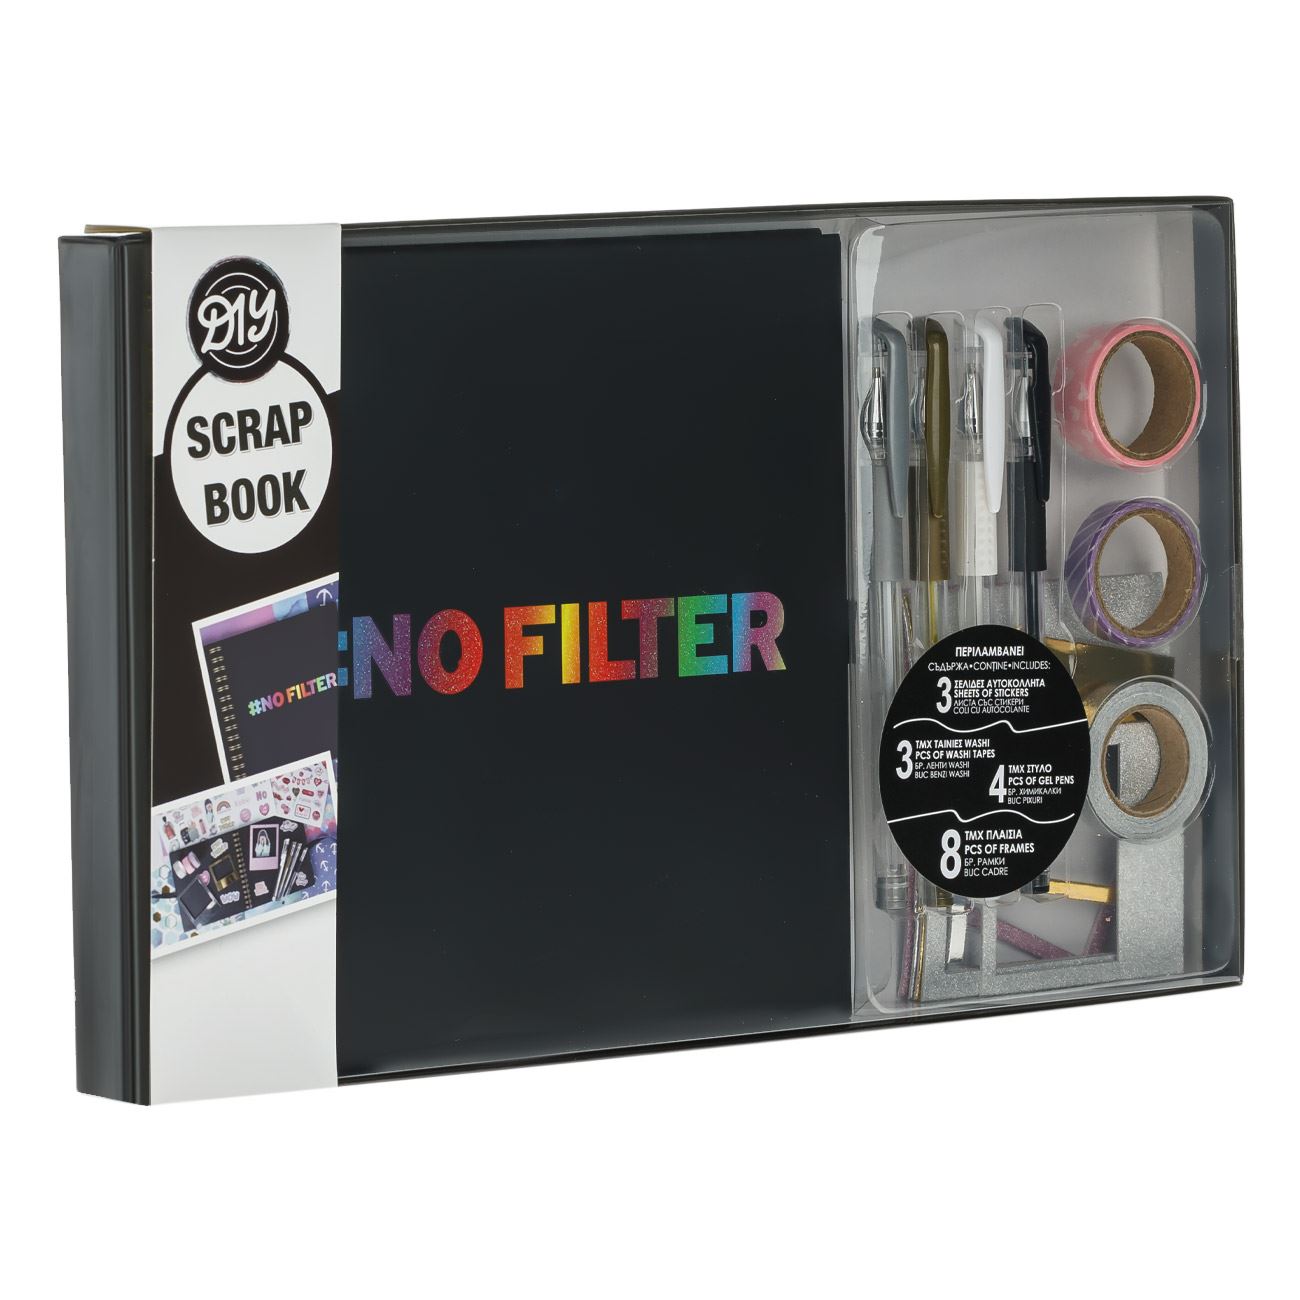 DIY
SCRAP
BOOK
#NO FILTER
#NO FILTER
ΠΕΡΙΛΑΜΒΑΝΕΙ
СЪДЪРЖА•CONȚINE•INCLUDES:
3 ΣΕΛΙΔΕΣ ΑΥΤΟΚΟΛΛΗΤΑ
SHEETS OF STICKERS
ЛИСТА СЪС СТИКЕРИ
COLI CU AUTOCOLANTE
3 ΤΜΧ ΤΑΙΝΙΕΣ WASHI
PCS OF WASHI TAPES
БР. ЛЕНТИ WASHI
BUC BENZI WASHI
4 ΤΜΧ ΣΤΥΛΟ
PCS OF GEL PENS
БР. ХИМИКАЛКИ
BUC PIXURI
8 ΤΜΧ ΠΛΑΙΣΙΑ
PCS OF FRAMES
БР. РАМКИ
BUC CADRE